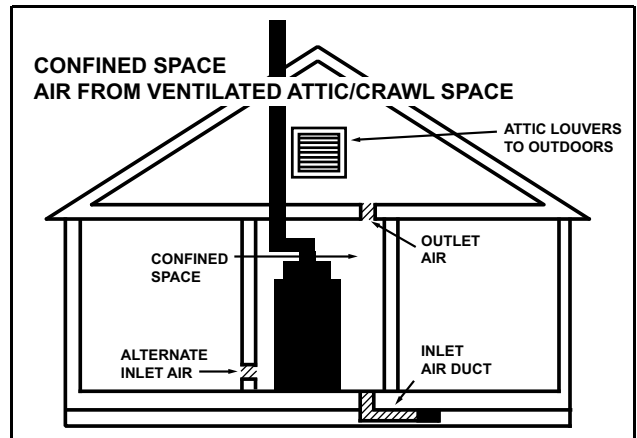 CONFINED SPACE
AIR FROM VENTILATED ATTIC/CRAWL SPACE
ATTIC LOUVERS
TO OUTDOORS
OUTLET
AIR
CONFINED
SPACE
ALTERNATE
INLET AIR
INLET
AIR DUCT